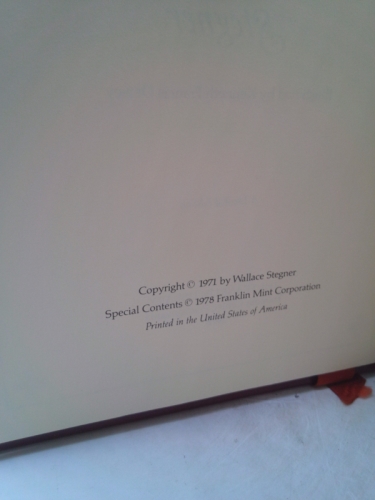 Copyright © 1971 by Wallace Stegner
Special Contents © 1978 Franklin Mint Corporation
Printed in the United States of America